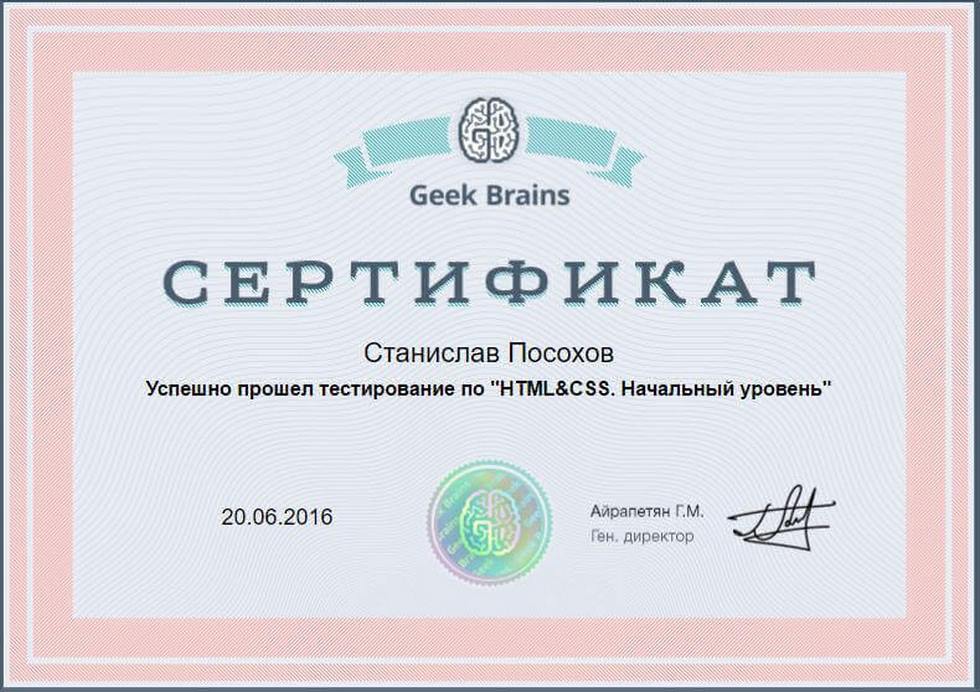 Geek Brains
СЕРТИФИКАТ
Станислав Посохов
Успешно прошел тестирование по "HTML&CSS. Начальный уровень"
20.06.2016
Айрапетян Г.М.
Ген. директор